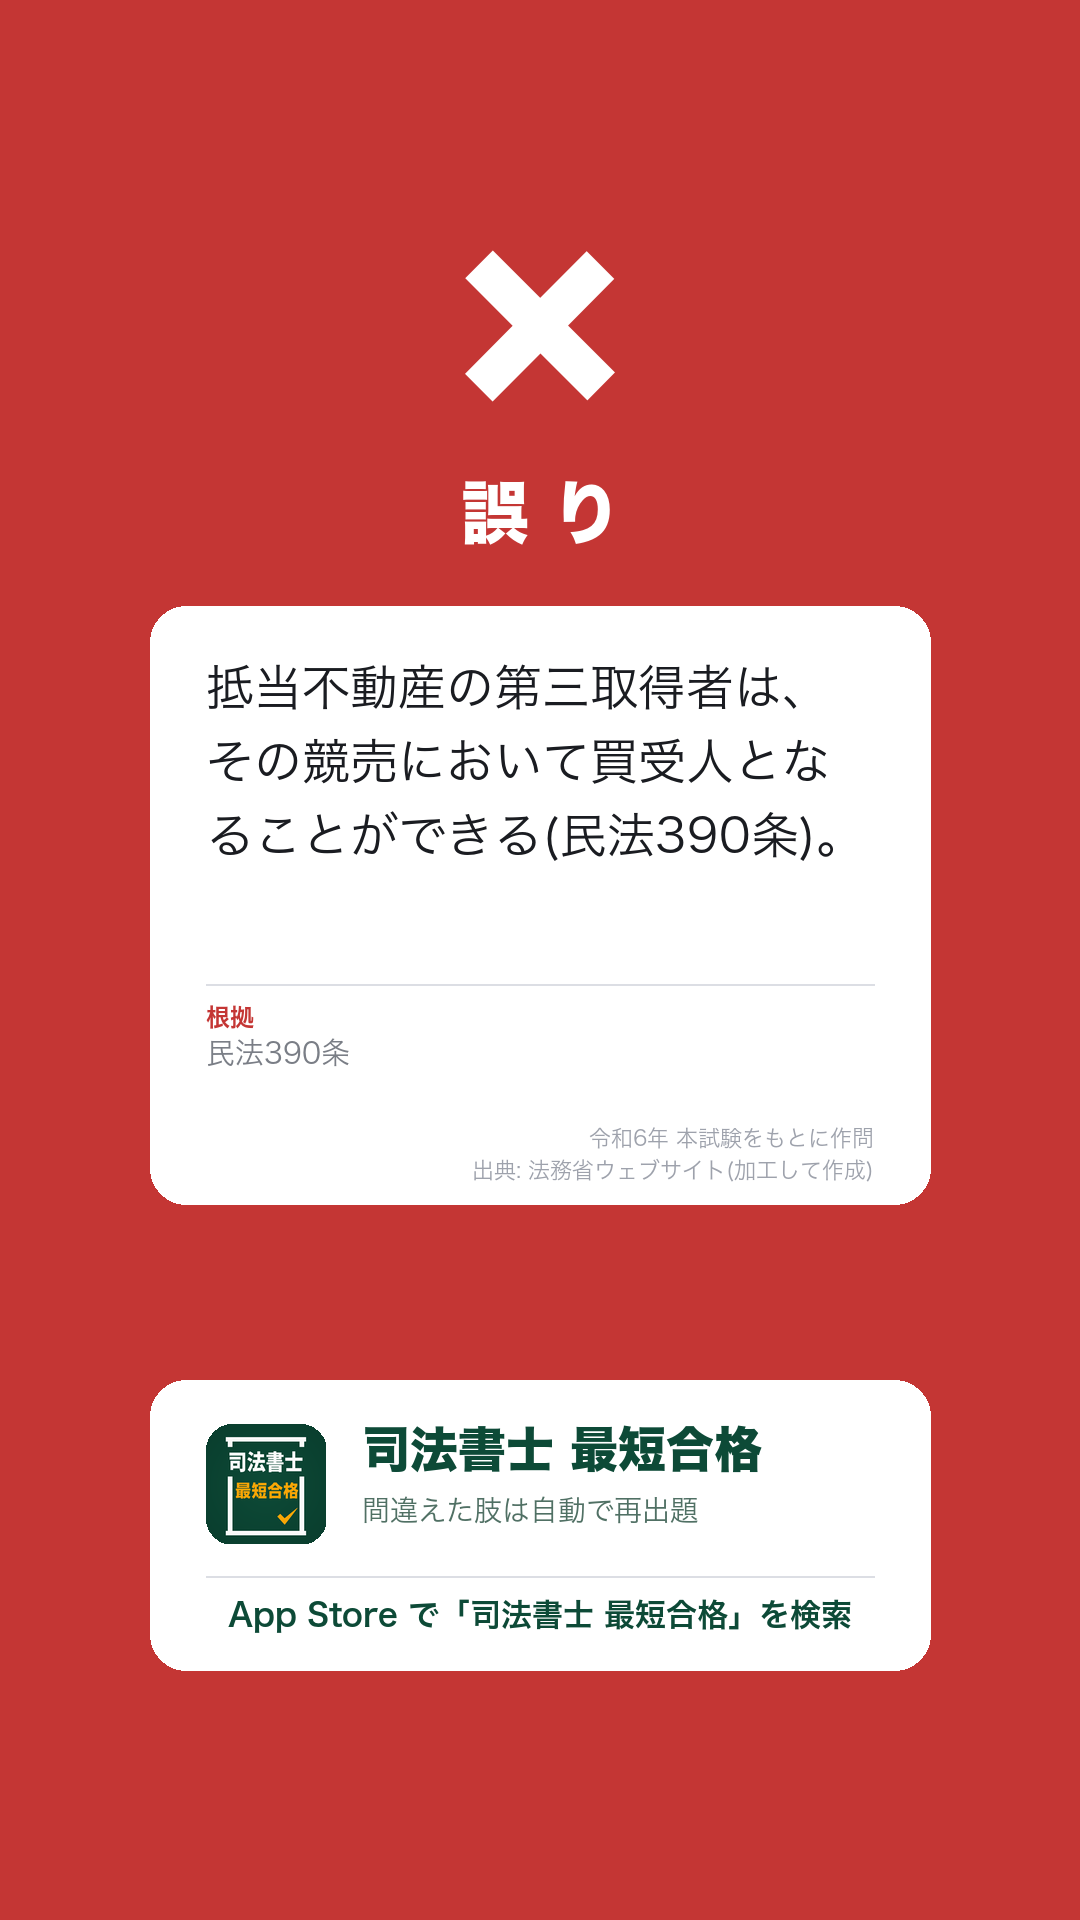 誤り
抵当不動産の第三取得者は、
その競売において買受人とな
ることができる(民法390条)。
根拠
民法390条
令和6年 本試験をもとに作問
出典: 法務省ウェブサイト(加工して作成)
司法書士
最短合格
司法書士 最短合格
間違えた肢は自動で再出題
App Store で「司法書士 最短合格」を検索